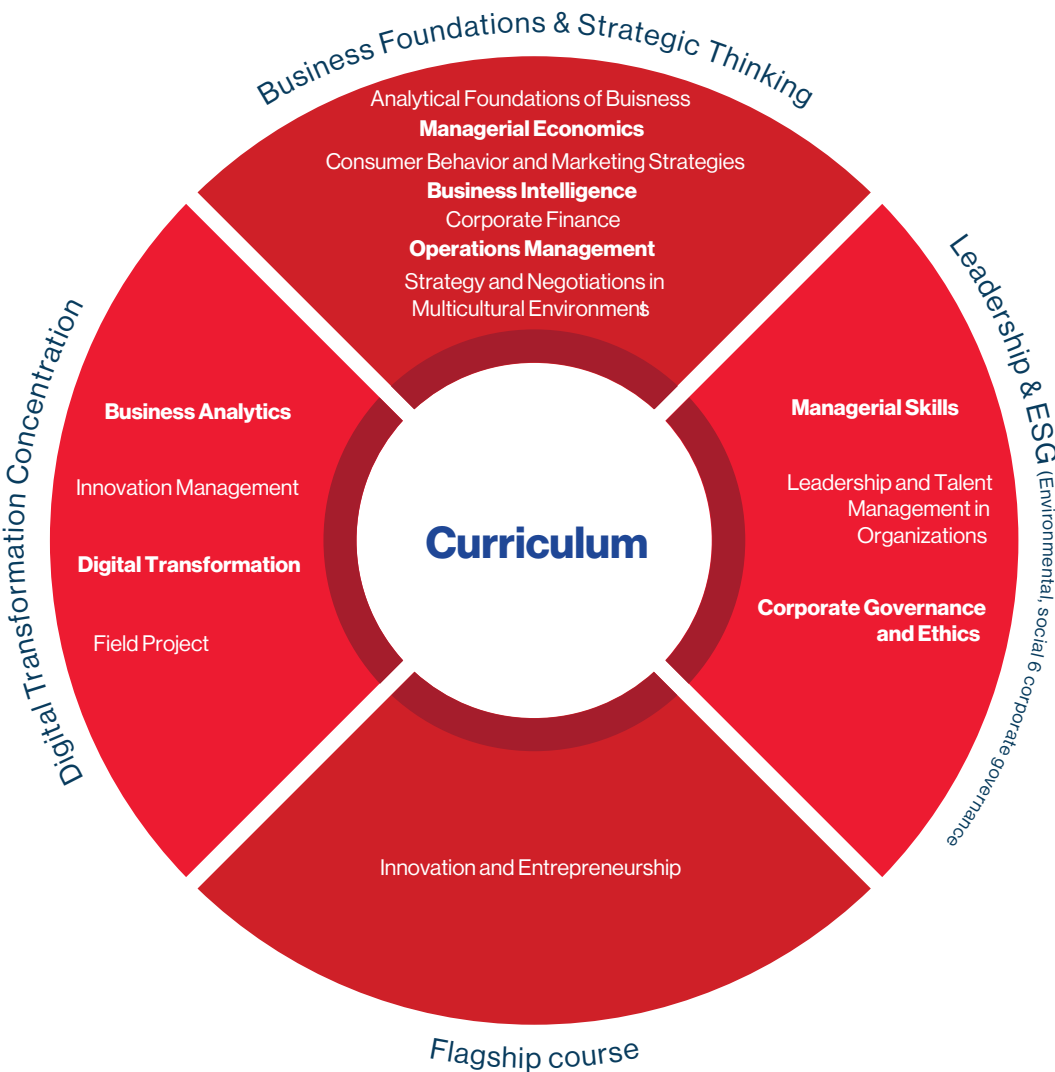 Business Foundations & Strategic Thinking
Analytical Foundations of Buisness
Managerial Economics
Consumer Behavior and Marketing Strategies
Business Intelligence
Corporate Finance
Operations Management
Strategy and Negotiations in
Multicultural Environments
Leadership & ESG (Environmental, social 6 corporate governance
Managerial Skills
Leadership and Talent
Management in
Organizations
Corporate Governance
and Ethics
Digital Transformation Concentration
Business Analytics
Innovation Management
Digital Transformation
Field Project
Curriculum
Innovation and Entrepreneurship
Flagship course